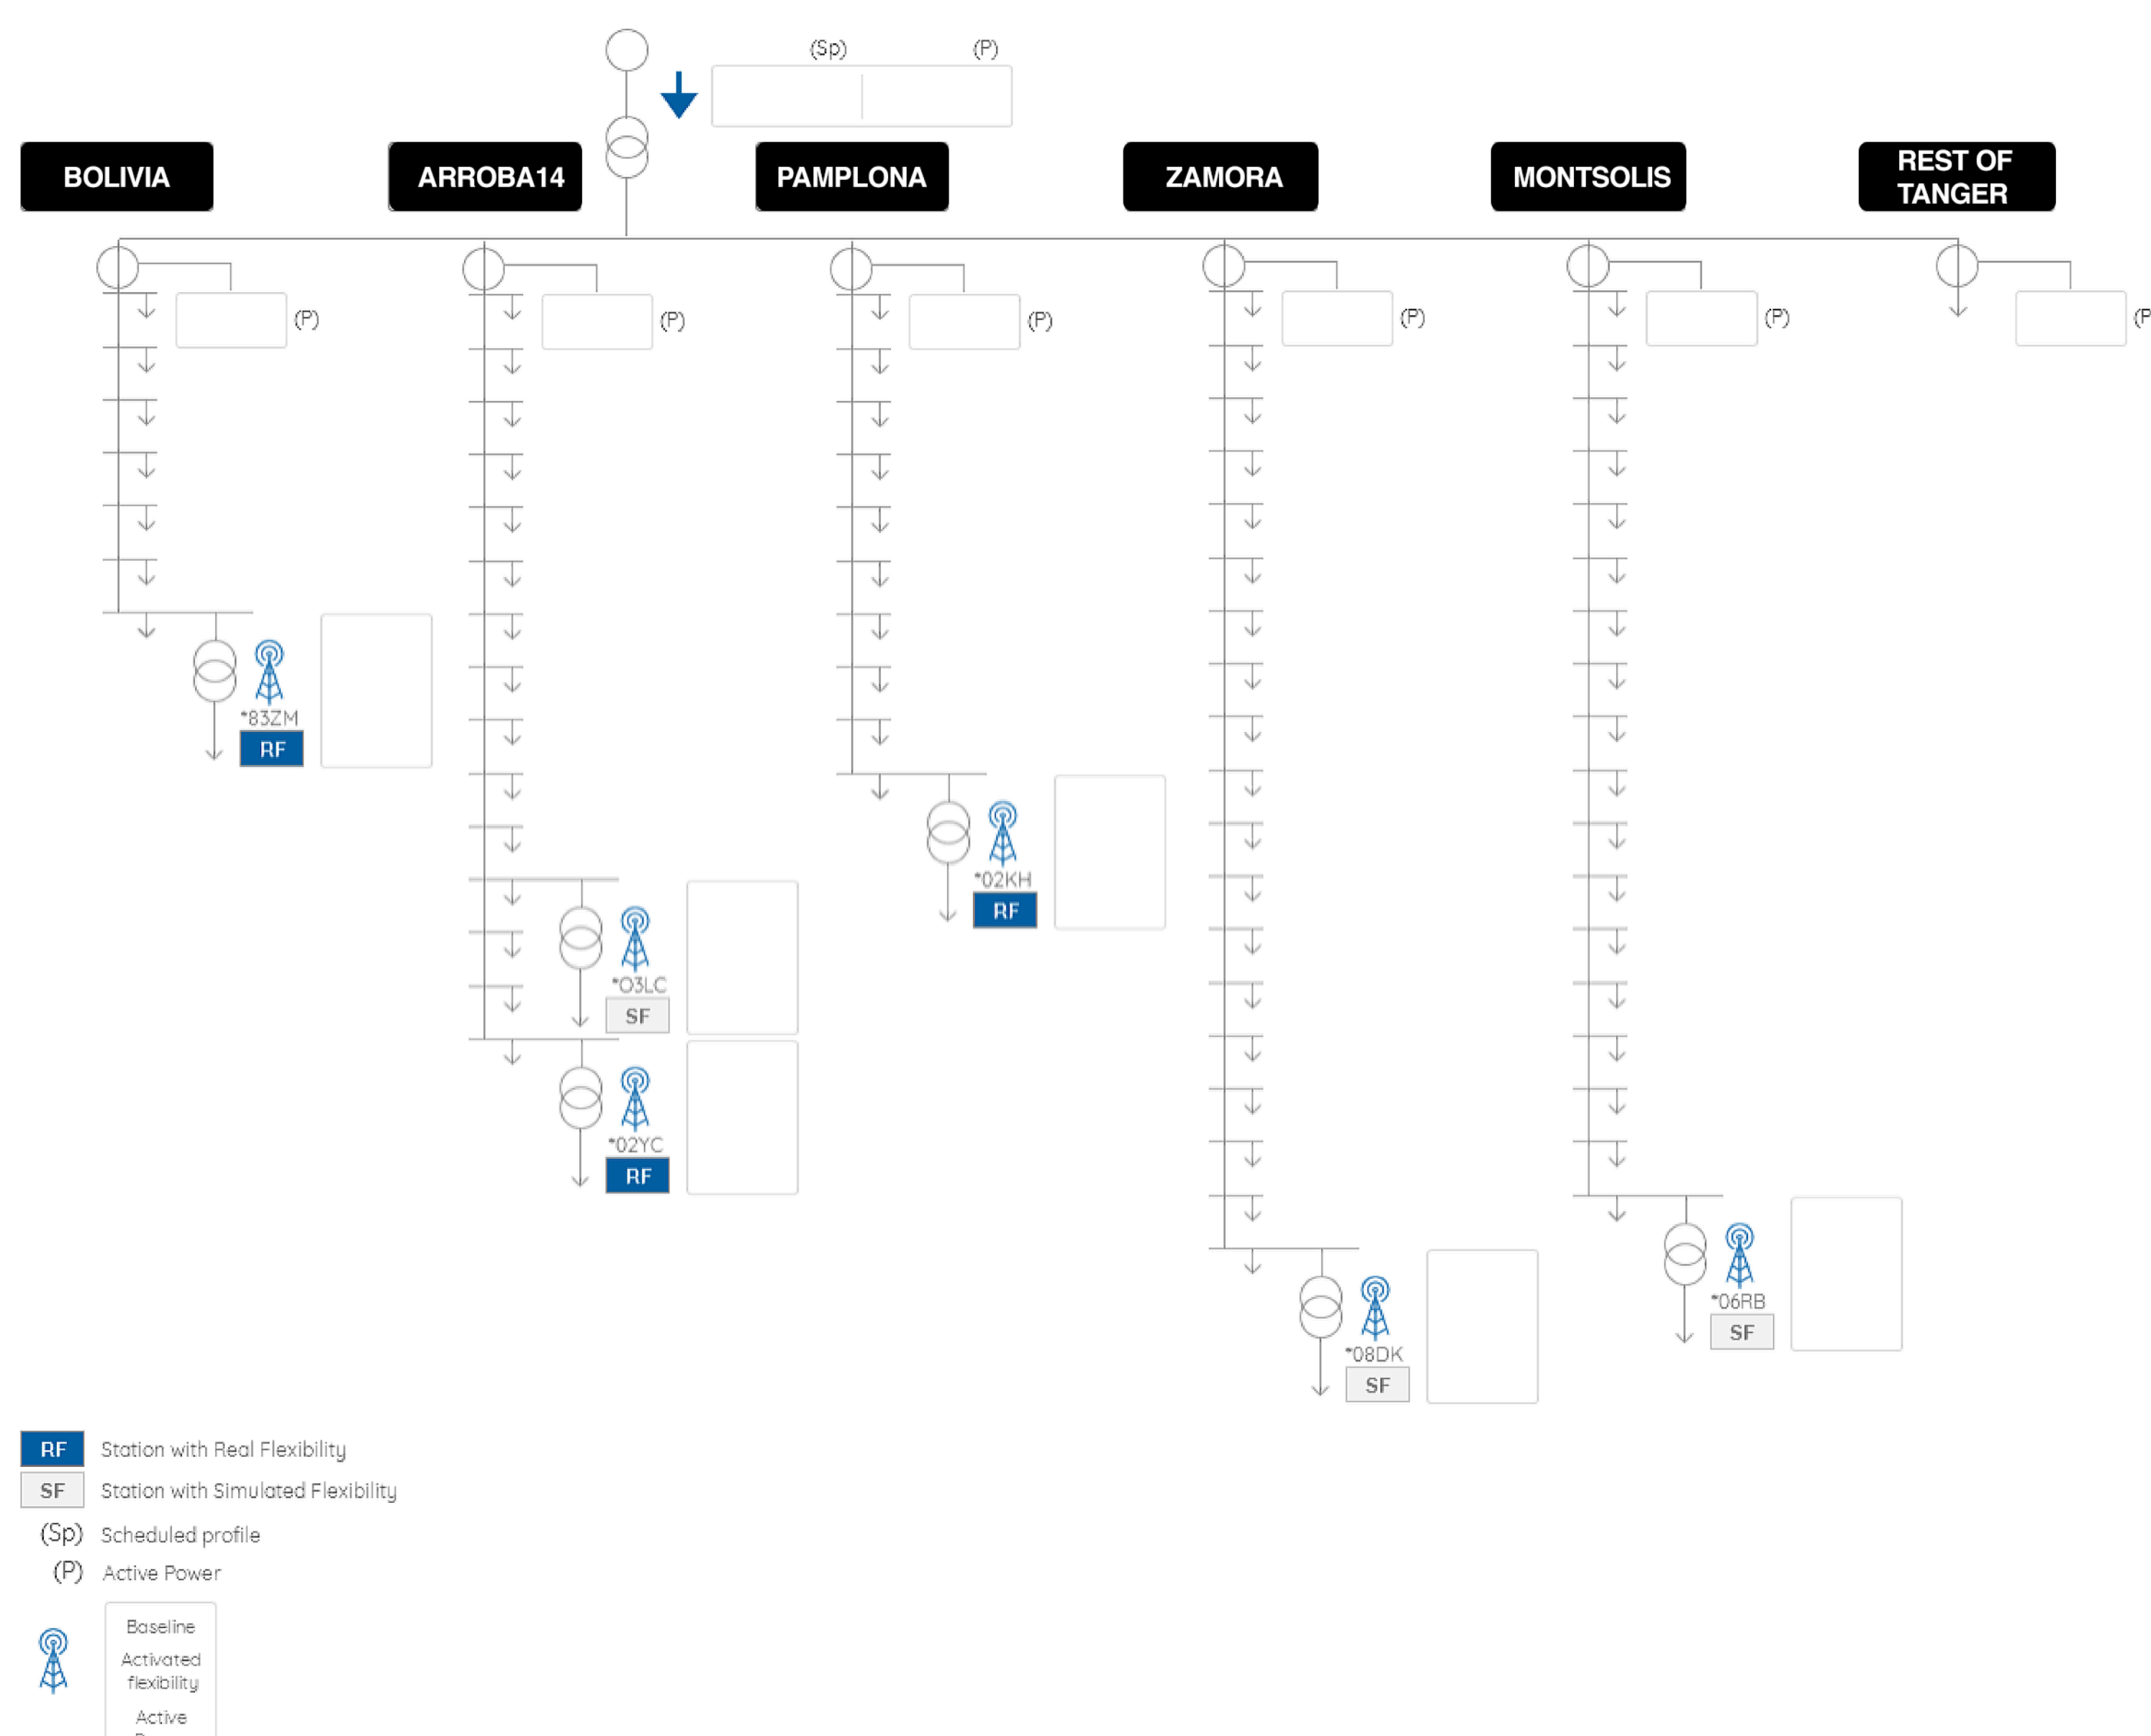 (Sp) (P)
BOLIVIA
ARROBA14
PAMPLONA
ZAMORA
MONTSOLIS
REST OF
TANGER
(P)
(P)
(P)
(P)
(P)
(P
*83ZM
RF
*02KH
RF
*O3LC
SF
*02YC
RF
*06RB
SF
*08DK
SF
RF Station with Real Flexibility
SF Station with Simulated Flexibility
(Sp) Scheduled profile
(P) Active Power
Baseline
Activated
flexibility
Active